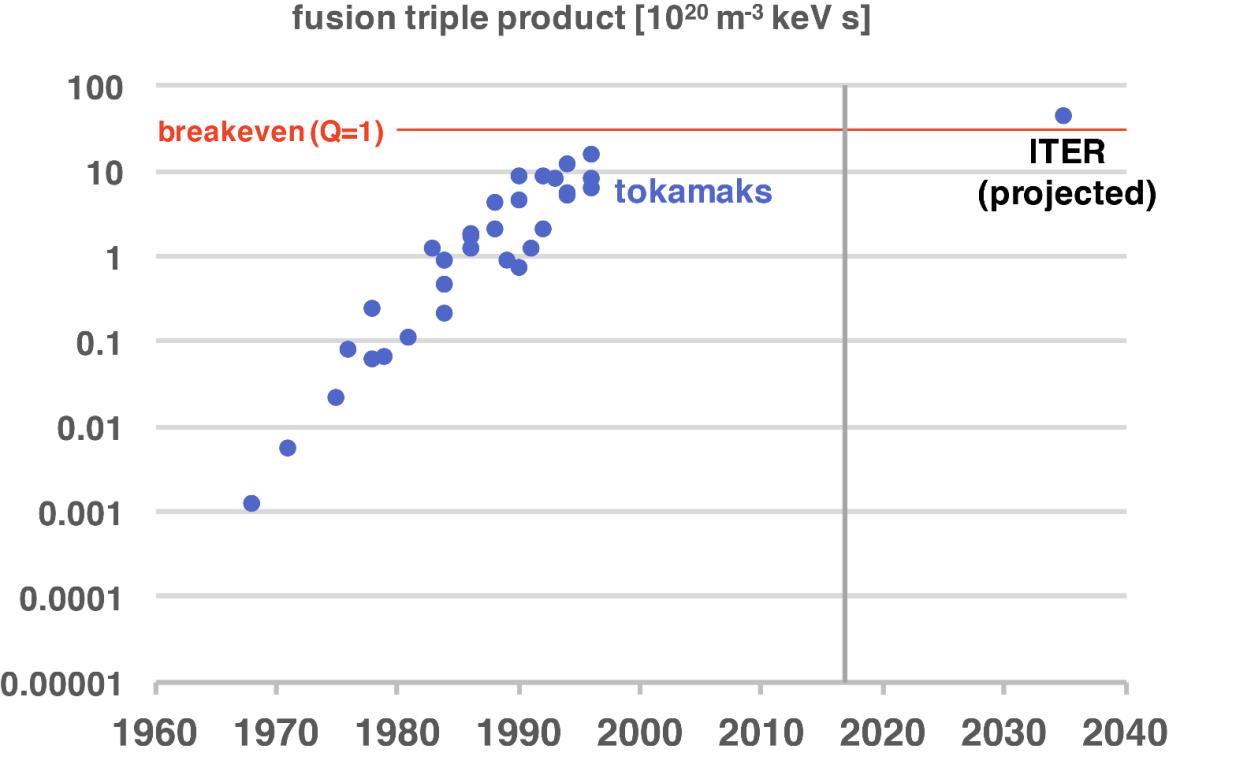 fusion triple product [10²⁰ m⁻³ keV s]
100
breakeven (Q=1)
ITER
10
(projected)
tokamaks
1
0.1
0.01
0.001
0.0001
0.00001
1960 1970 1980 1990 2000 2010 2020 2030 2040